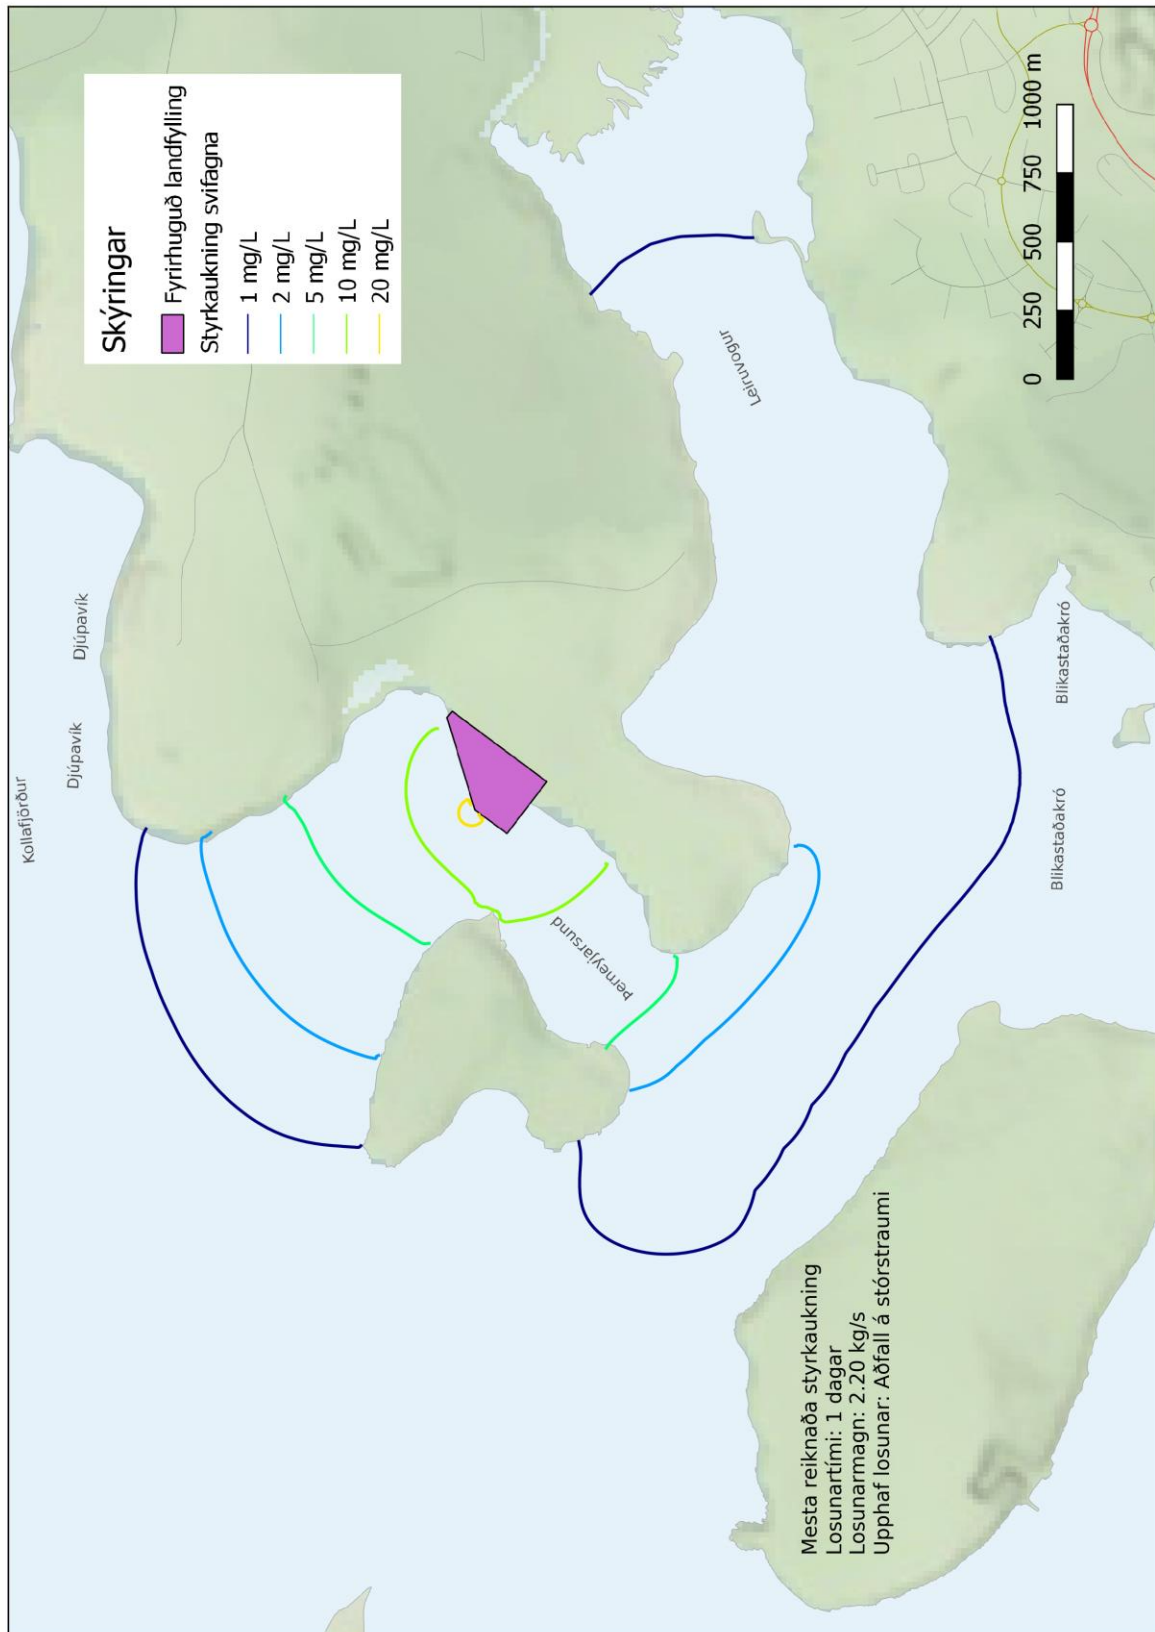 Skýringar
Fyrirhuguð landfylling
Styrkaukning svifagna
1 mg/L
2 mg/L
5 mg/L
10 mg/L
20 mg/L
Kollafjörður
Djúpavík
Djúpavík
Leiruvogur
Þerneyjarsund
Blikastaðakró
Blikastaðakró
Mesta reiknaða styrkaukning
Losunartími: 1 dagar
Losunarmagn: 2.20 kg/s
Upphaf losunar: Aðfall á stórstraumi
0 250 500 750 1000 m